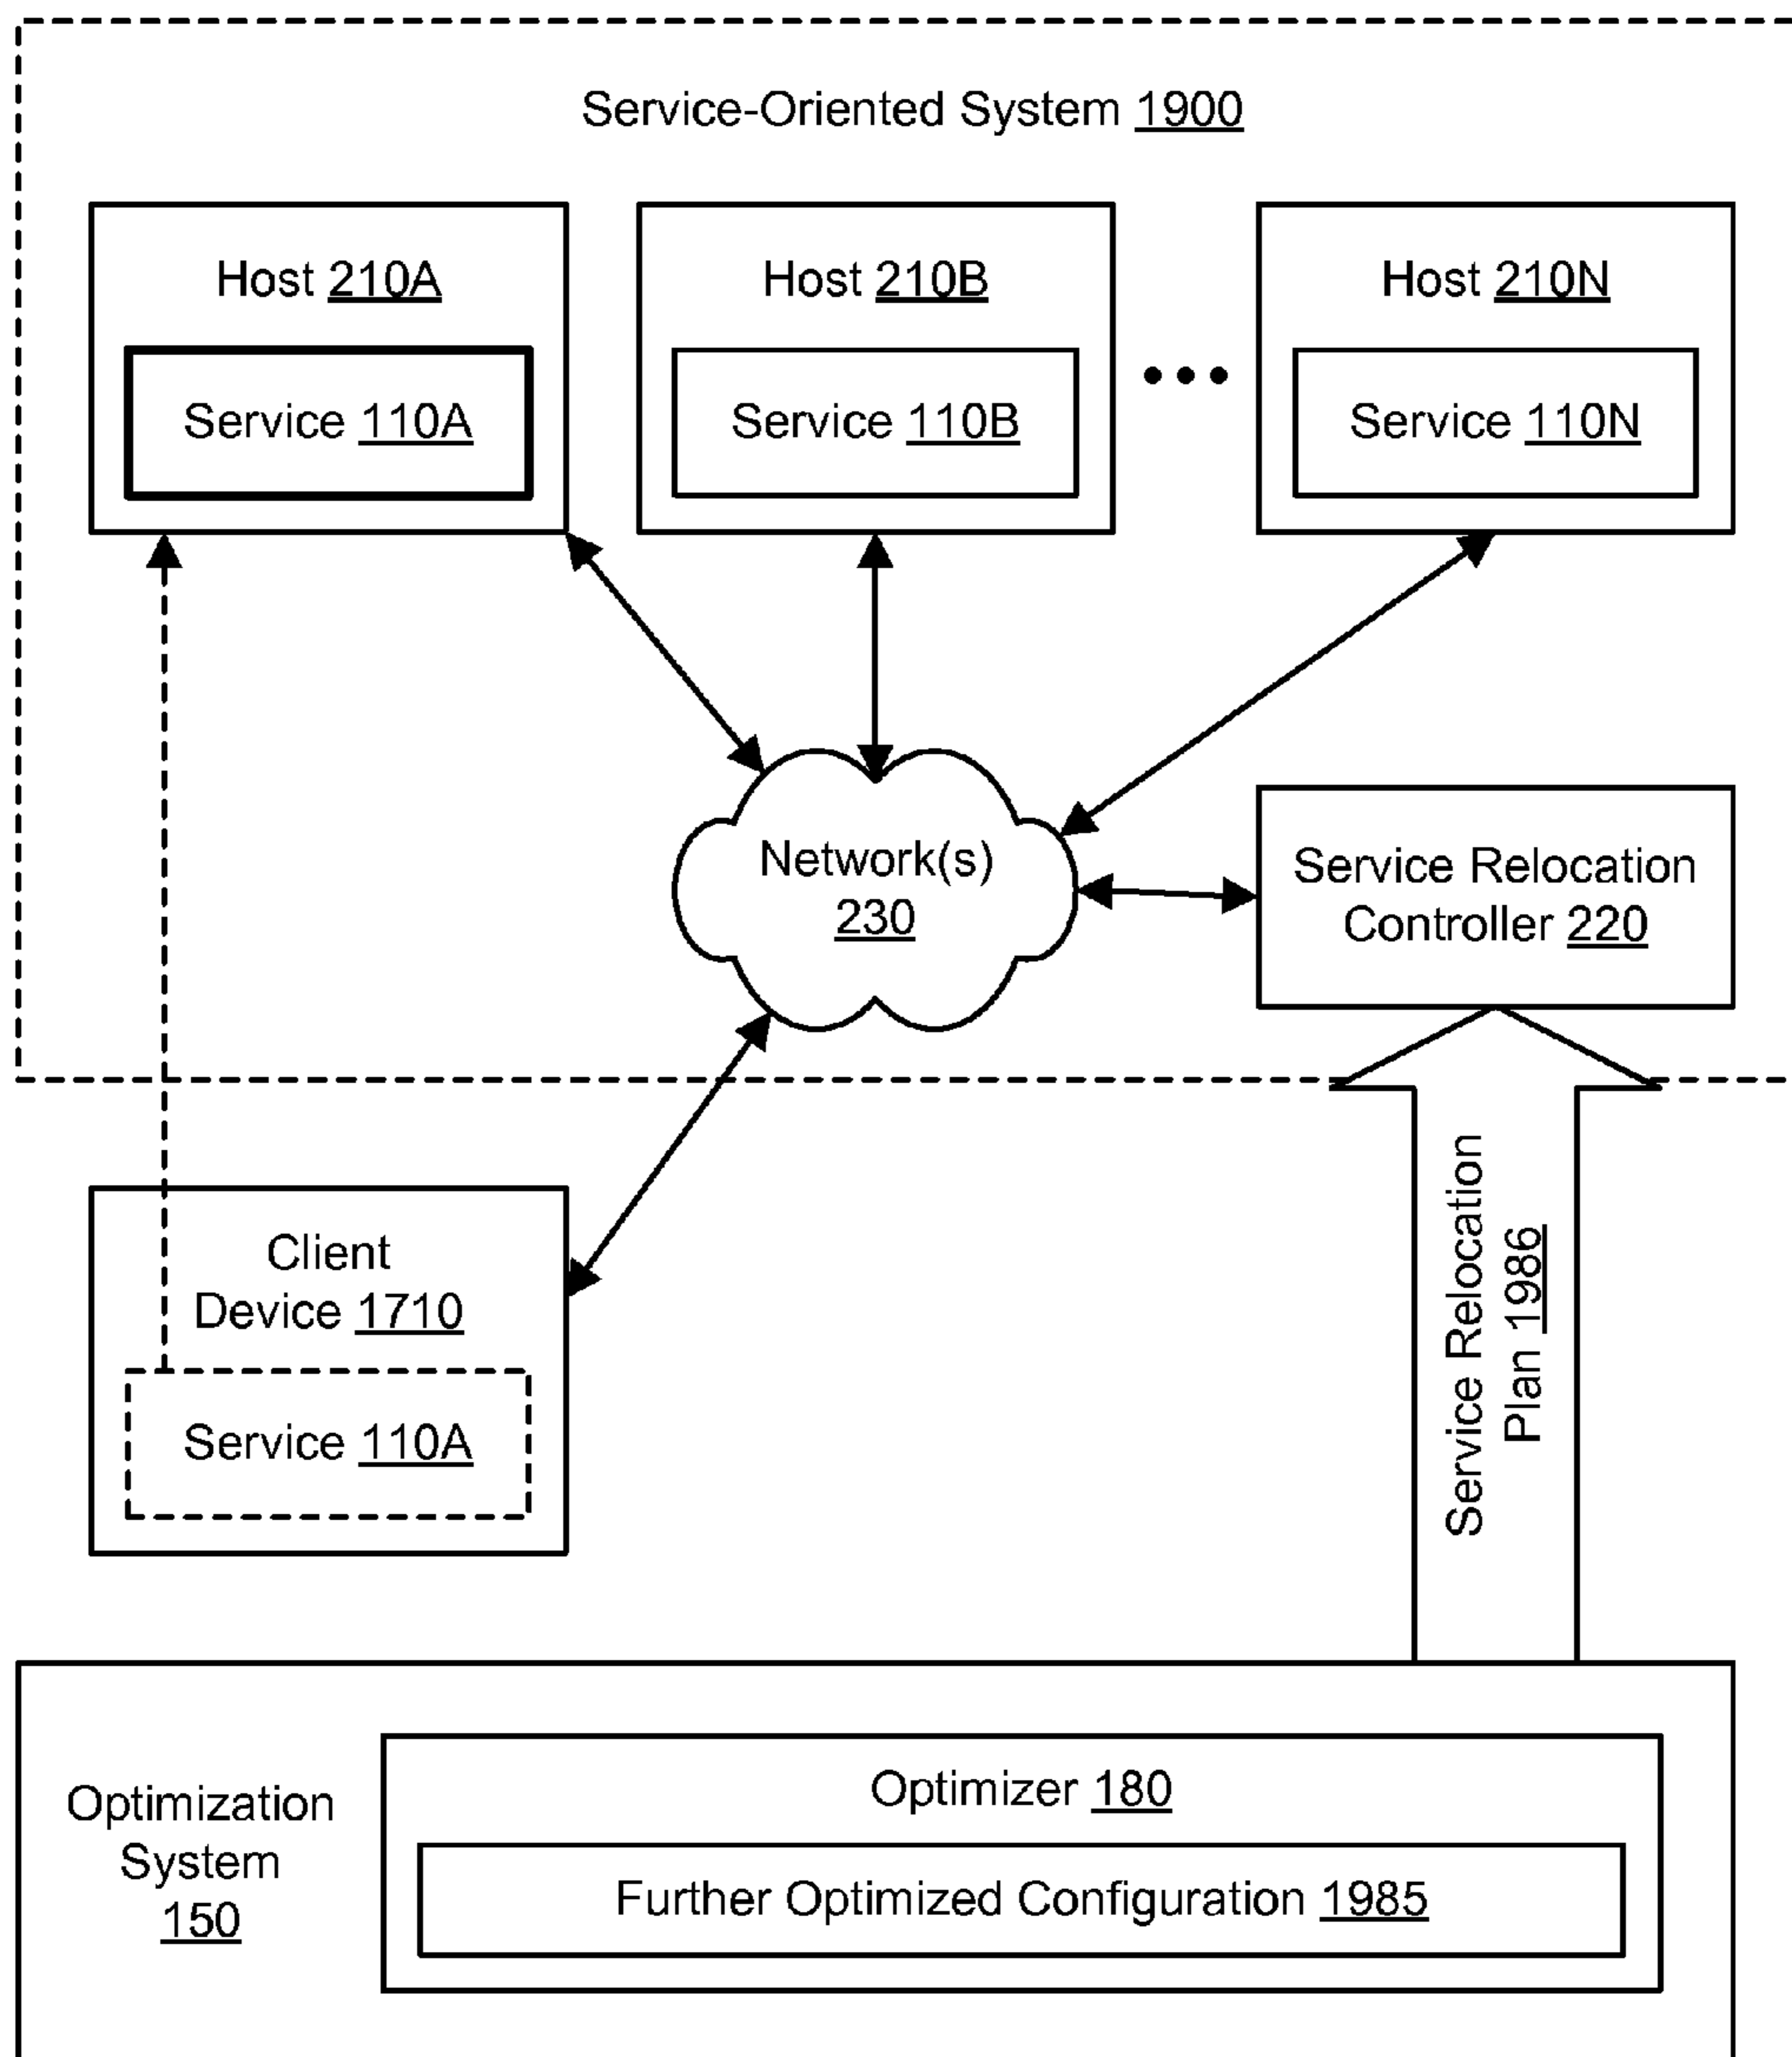 Service-Oriented System 1900
Host 210A
Service 110A
Host 210B
Service 110B
Host 210N
Service 110N
Network(s)
230
Service Relocation
Controller 220
Client
Device 1710
Service 110A
Service Relocation
Plan 1986
Optimization
System
150
Optimizer 180
Further Optimized Configuration 1985